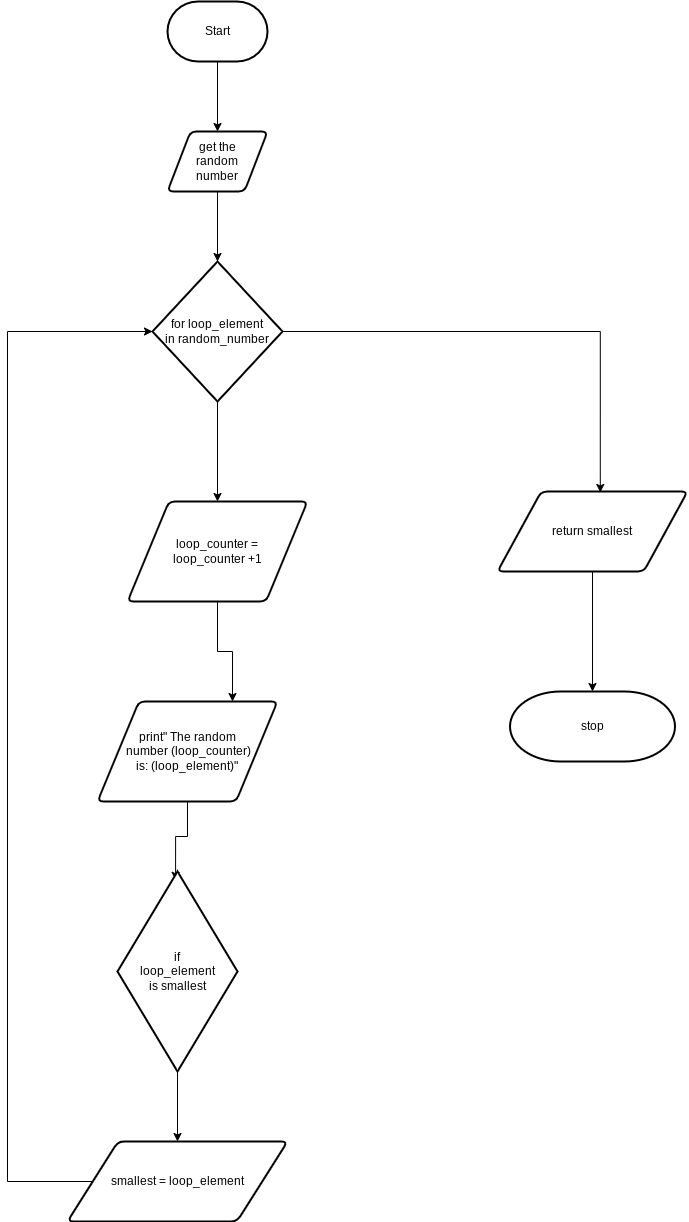 Start
get the
random
number
for loop_element
in random_number
loop_counter =
loop_counter +1
return smallest
print" The random
number (loop_counter)
is: (loop_element)"
stop
if
loop_element
is smallest
smallest = loop_element